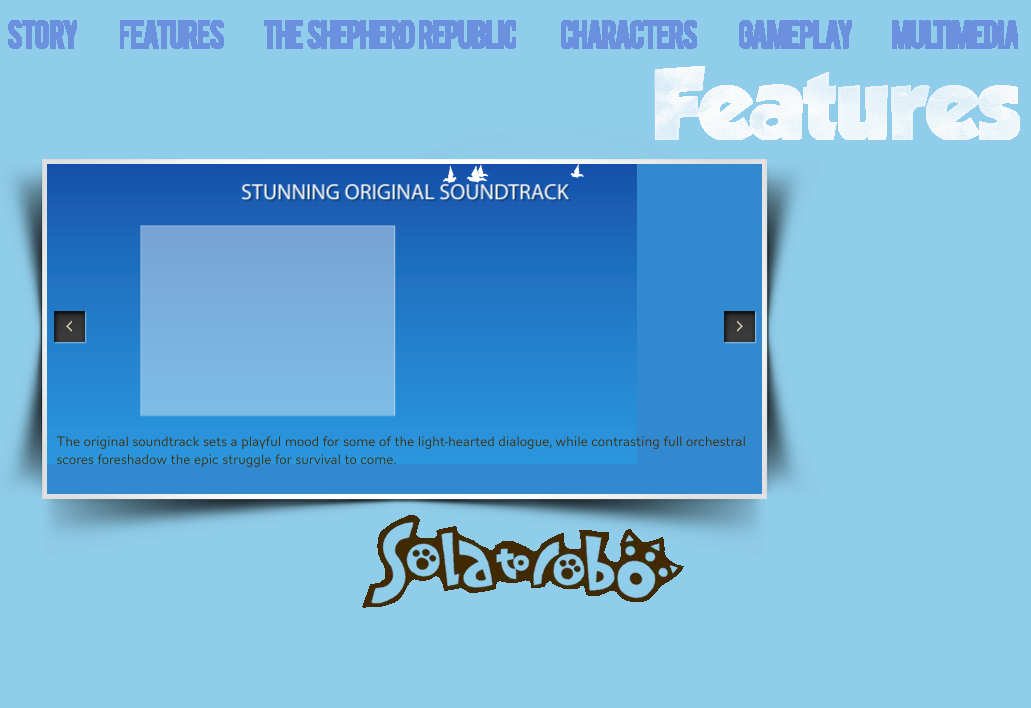 STORY FEATURES THE SHEPHERD REPUBLIC CHARACTERS GAMEPLAY MULTIMEDIA
Features
STUNNING ORIGINAL SOUNDTRACK
The original soundtrack sets a playful mood for some of the light-hearted dialogue, while contrasting full orchestral
scores foreshadow the epic struggle for survival to come.
Solatorobo